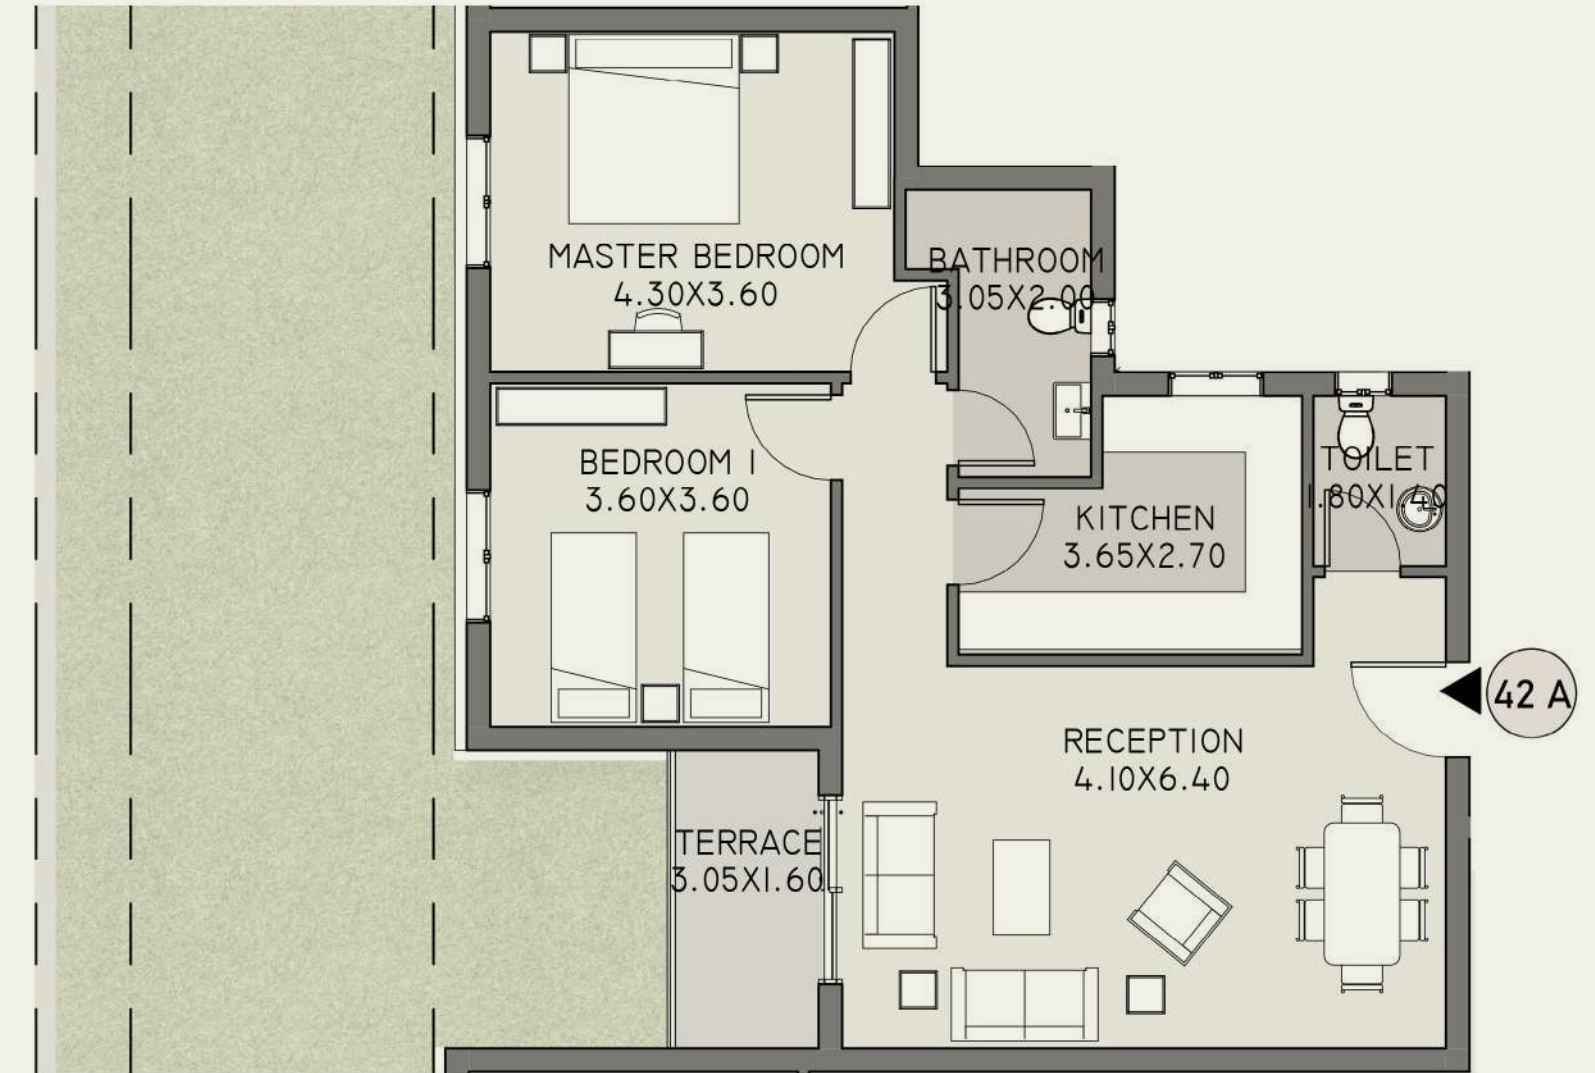 MASTER BEDROOM
4.30X3.60
BATHROOM
3.05X2.00
BEDROOM 1
3.60X3.60
KITCHEN
3.65X2.70
TOILET
1.80X1.40
42 A
RECEPTION
4.10X6.40
TERRACE
3.05X1.60